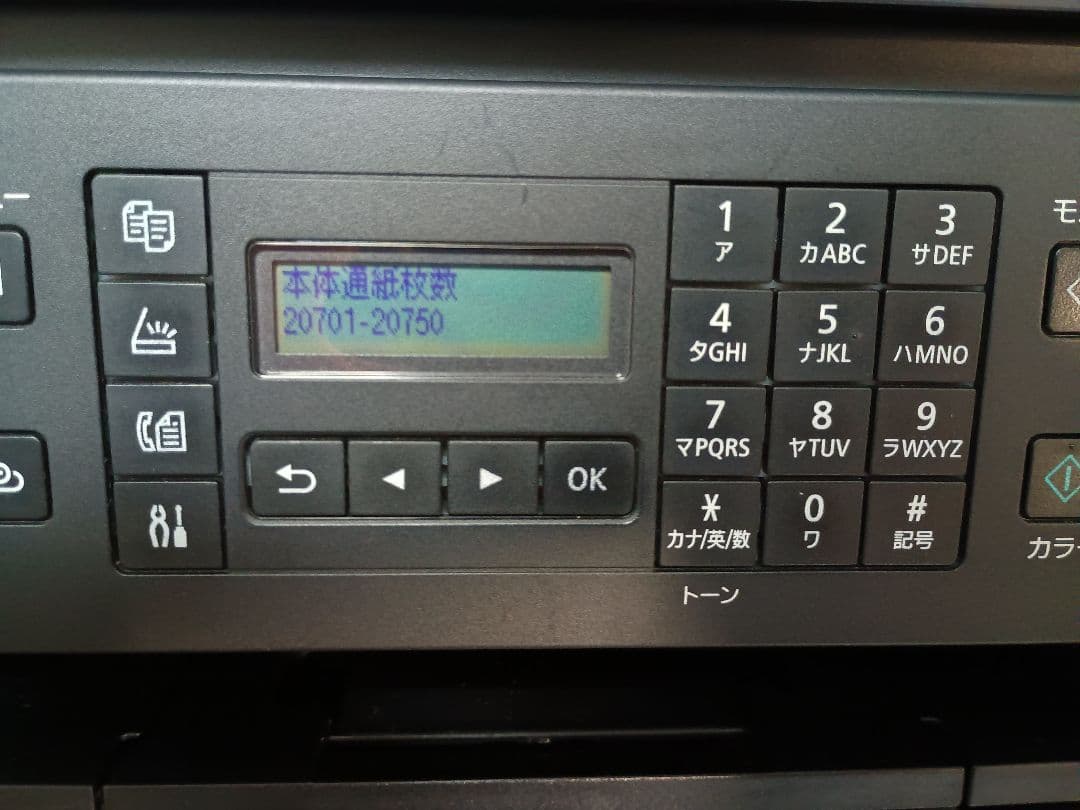 本体通紙枚数
20701-20750
OK
1
ア
2
カABC
3
サDEF
4
タGHI
5
ナJKL
6
ハMNO
7
マPQRS
8
ヤTUV
9
ラWXYZ
*
カナ/英/数
0
ワ
#
記号
トーン
モ
カラー